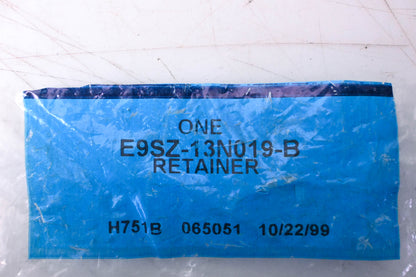 ONE
E9SZ-13N019-B
RETAINER
H751B 065051 10/22/99